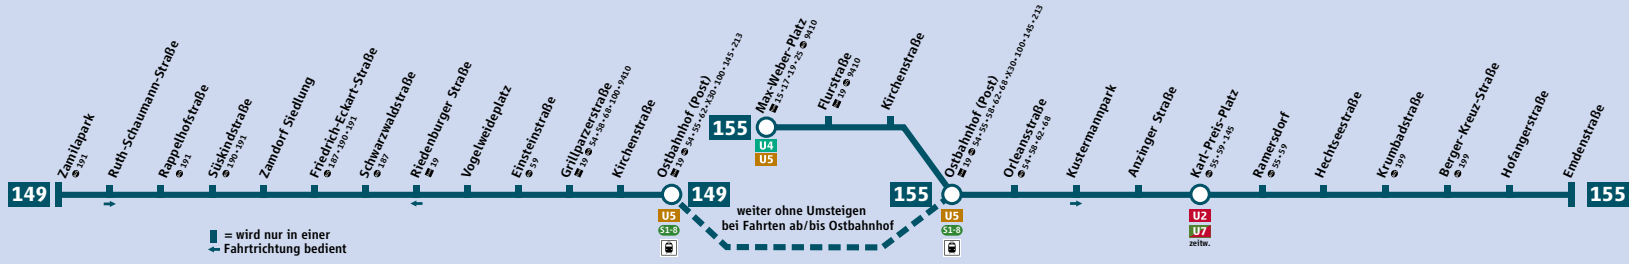 149
Zamilapark
191
Ruth-Schaumann-Straße
Rappelhofstraße
191
Süskindstraße
190•191
Zamdorf Siedlung
Friedrich-Eckart-Straße
187•190•191
Schwarzwaldstraße
187
Riedenburger Straße
19
Vogelweideplatz
Einsteinstraße
59
Grillparzerstraße
19 54•58•68•100•9410
Kirchenstraße
Ostbahnhof (Post)
19 54•55•62•X30•100•145•213
149
U5
S1-8
155
Max-Weber-Platz
15•17•19•25 9410
U4
U5
Flurstraße
19 9410
Kirchenstraße
155
Ostbahnhof (Post)
19 54•55•58•62•68•X30•100•145•213
U5
S1-8
Orleansstraße
54•58•62•68
Kustermannpark
Anzinger Straße
Karl-Preis-Platz
55•59•145
U2
U7
zeitw.
Ramersdorf
55•59
Hechtseestraße
Krumbadstraße
199
Berger-Kreuz-Straße
199
Hofangerstraße
Emdenstraße
155
weiter ohne Umsteigen
bei Fahrten ab/bis Ostbahnhof
= wird nur in einer
Fahrtrichtung bedient